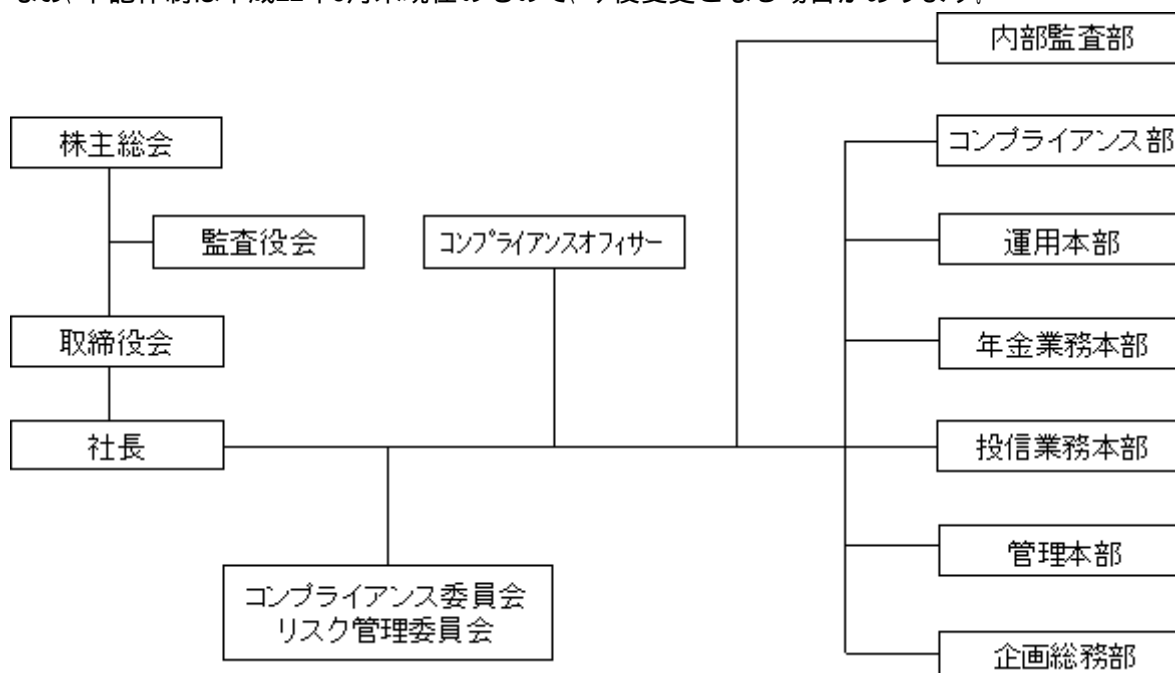 内部監査部
株主総会
コンプライアンス部
監査役会
コンプライアンスオフィサー
運用本部
取締役会
年金業務本部
社長
投信業務本部
管理本部
コンプライアンス委員会
リスク管理委員会
企画総務部